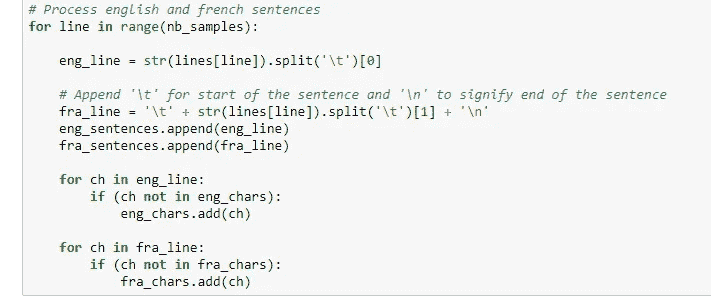 # Process english and french sentences
for line in range(nb_samples):

    eng_line = str(lines[line]).split('\t')[0]

    # Append '\t' for start of the sentence and '\n' to signify end of the sentence
    fra_line = '\t' + str(lines[line]).split('\t')[1] + '\n'
    eng_sentences.append(eng_line)
    fra_sentences.append(fra_line)

    for ch in eng_line:
        if (ch not in eng_chars):
            eng_chars.add(ch)

    for ch in fra_line:
        if (ch not in fra_chars):
            fra_chars.add(ch)